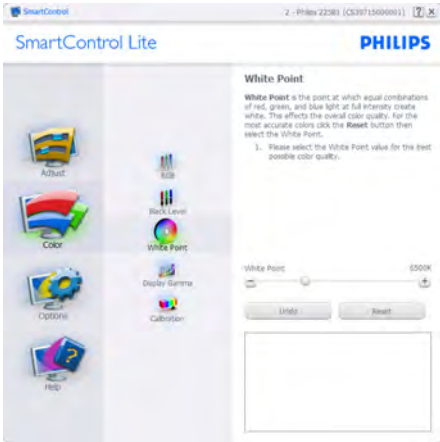 SmartControl
2 - Philips 225B1 (CS39715000001)
SmartControl Lite
PHILIPS
Adjust
Color
Options
Help
RGB
Black Level
White Point
Display Gamma
Calibration
White Point
White Point is the point at which equal combinations
of red, green, and blue light at full intensity create
white. This effects the overall color quality. For the
most accurate colors click the Reset button then
select the White Point.
1. Please select the White Point value for the best
possible color quality.
White Point
6500K
Undo
Reset